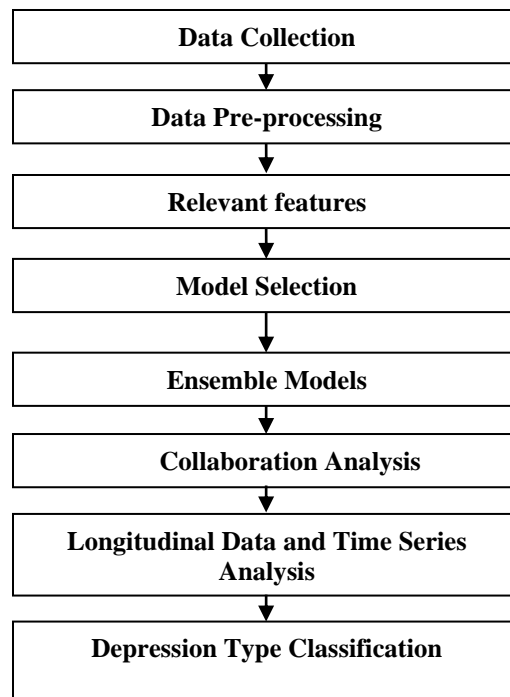 Data Collection
Data Pre-processing
Relevant features
Model Selection
Ensemble Models
Collaboration Analysis
Longitudinal Data and Time Series
Analysis
Depression Type Classification